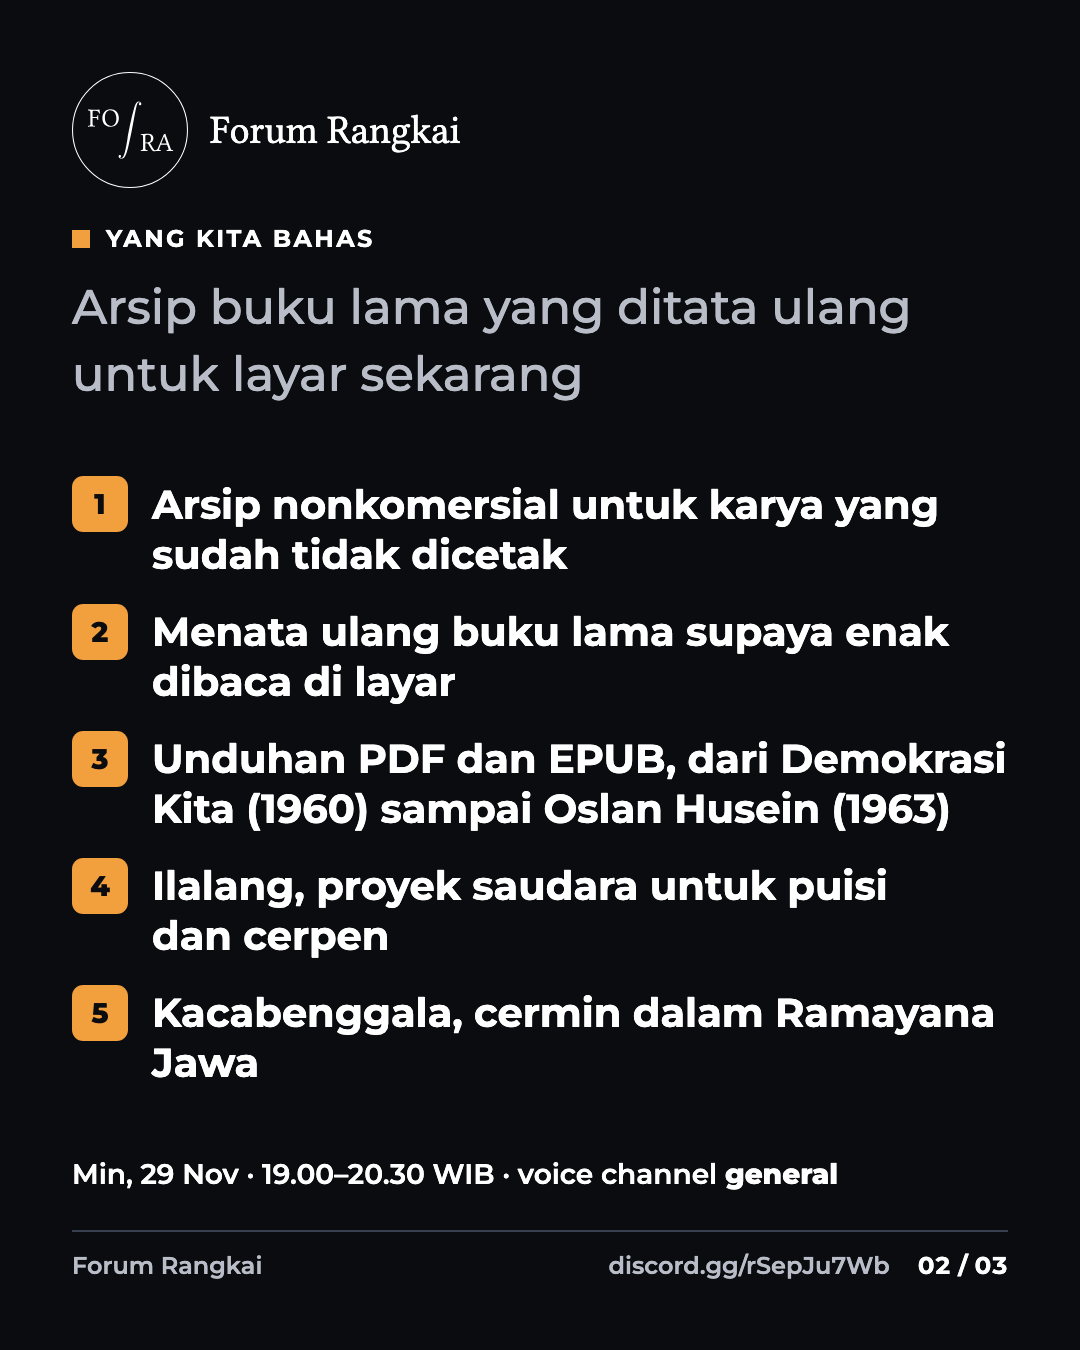 FO∫RA
Forum Rangkai
YANG KITA BAHAS
Arsip buku lama yang ditata ulang
untuk layar sekarang
1 Arsip nonkomersial untuk karya yang
sudah tidak dicetak
2 Menata ulang buku lama supaya enak
dibaca di layar
3 Unduhan PDF dan EPUB, dari Demokrasi
Kita (1960) sampai Oslan Husein (1963)
4 Ilalang, proyek saudara untuk puisi
dan cerpen
5 Kacabenggala, cermin dalam Ramayana
Jawa
Min, 29 Nov · 19.00–20.30 WIB · voice channel general
Forum Rangkai discord.gg/rSepJu7Wb 02 / 03